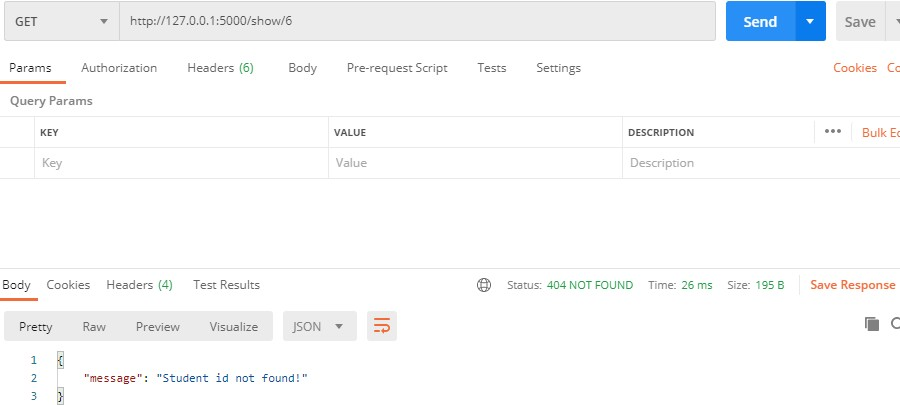 GET http://127.0.0.1:5000/show/6 Send Save
Params Authorization Headers (6) Body Pre-request Script Tests Settings Cookies
Query Params
KEY VALUE DESCRIPTION ••• Bulk
Key Value Description
Body Cookies Headers (4) Test Results Status: 404 NOT FOUND Time: 26 ms Size: 195 B Save Response
Pretty Raw Preview Visualize JSON
1 {
2 "message": "Student id not found!"
3 }